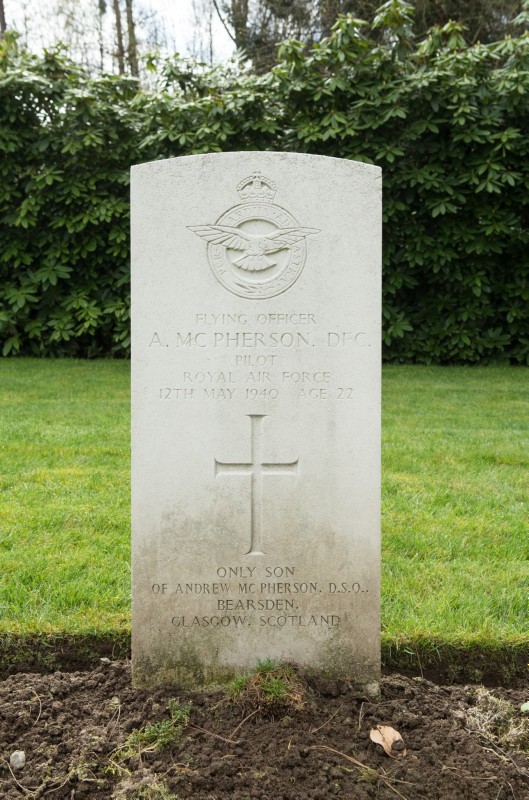 FLYING OFFICER
A. MC PHERSON. DFC.
PILOT
ROYAL AIR FORCE
12TH MAY 1940 AGE 22
ONLY SON
OF ANDREW MC PHERSON, D.S.O.,
BEARSDEN,
GLASGOW, SCOTLAND